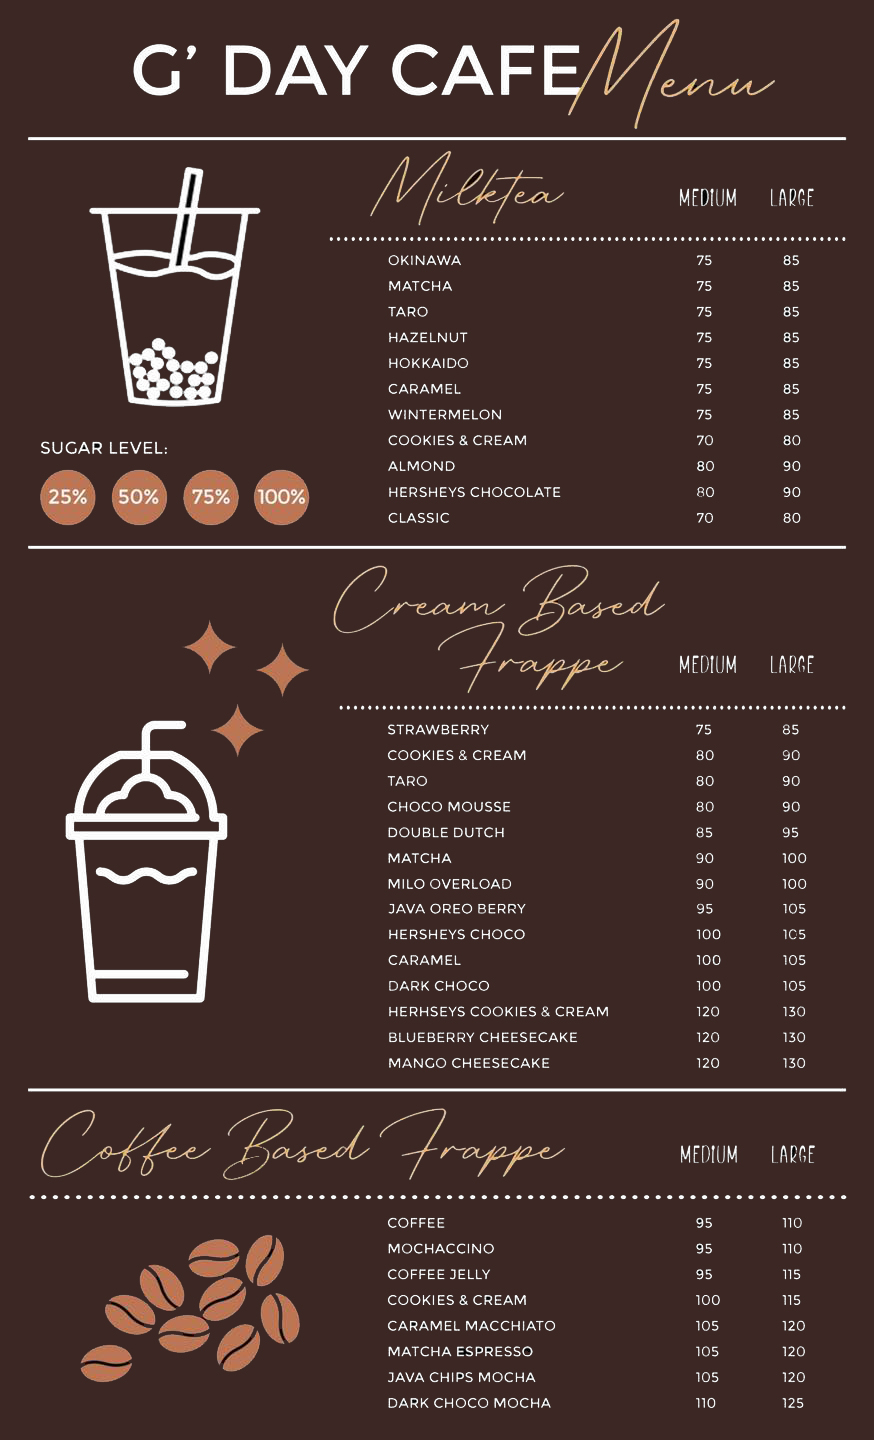 G' DAY CAFE Menu
Milktea MEDIUM LARGE
OKINAWA 75 85
MATCHA 75 85
TARO 75 85
HAZELNUT 75 85
HOKKAIDO 75 85
CARAMEL 75 85
WINTERMELON 75 85
COOKIES & CREAM 70 80
ALMOND 80 90
HERSHEYS CHOCOLATE 80 90
CLASSIC 70 80
SUGAR LEVEL:
25% 50% 75% 100%
Cream Based
Frappe MEDIUM LARGE
STRAWBERRY 75 85
COOKIES & CREAM 80 90
TARO 80 90
CHOCO MOUSSE 80 90
DOUBLE DUTCH 85 95
MATCHA 90 100
MILO OVERLOAD 90 100
JAVA OREO BERRY 95 105
HERSHEYS CHOCO 100 105
CARAMEL 100 105
DARK CHOCO 100 105
HERHSEYS COOKIES & CREAM 120 130
BLUEBERRY CHEESECAKE 120 130
MANGO CHEESECAKE 120 130
Coffee Based Frappe MEDIUM LARGE
COFFEE 95 110
MOCHACCINO 95 110
COFFEE JELLY 95 115
COOKIES & CREAM 100 115
CARAMEL MACCHIATO 105 120
MATCHA ESPRESSO 105 120
JAVA CHIPS MOCHA 105 120
DARK CHOCO MOCHA 110 125